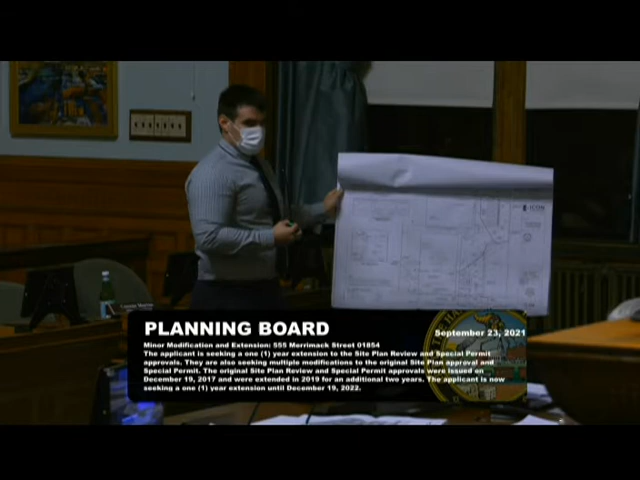 ICON
PLANNING BOARD
September 23, 2021
Minor Modification and Extension: 555 Merrimack Street 01854
The applicant is seeking a one (1) year extension to the Site Plan Review and Special Permit
approvals. They are also seeking multiple modifications to the original Site Plan approval and
Special Permit. The original Site Plan Review and Special Permit approvals were issued on
December 19, 2017 and were extended in 2019 for an additional two years. The applicant is now
seeking a one (1) year extension until December 19, 2022.